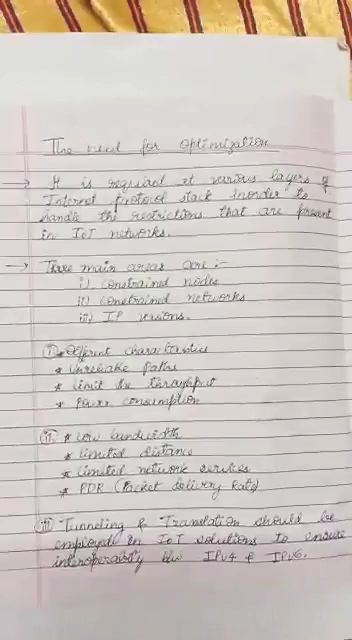 The need for optimization
→ It is required at various layers of
Internet protocol stack inorder to
handle the restrictions that are present
in IoT networks.
→ Three main areas are :-
i) constrained nodes
ii) constrained networks
iii) IP versions.
(i) * Different characteristics
* Unreliable paths
* Limit the throughput
* Power consumption
(ii) * Low bandwidth
* Limited distance
* Limited network services
* PDR (Packet delivery Rate)
(iii) Tunneling & Translation should be
employed in IoT solutions to ensure
interoperability b/w IPv4 & IPv6.